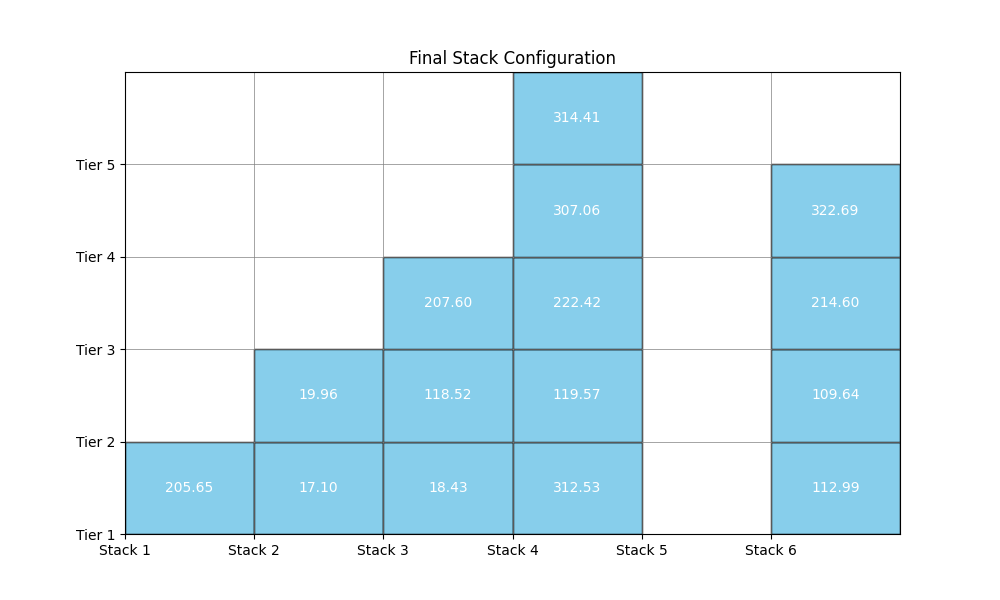 Final Stack Configuration
314.41
Tier 5
307.06 322.69
Tier 4
207.60 222.42 214.60
Tier 3
19.96 118.52 119.57 109.64
Tier 2
205.65 17.10 18.43 312.53 112.99
Tier 1
Stack 1 Stack 2 Stack 3 Stack 4 Stack 5 Stack 6